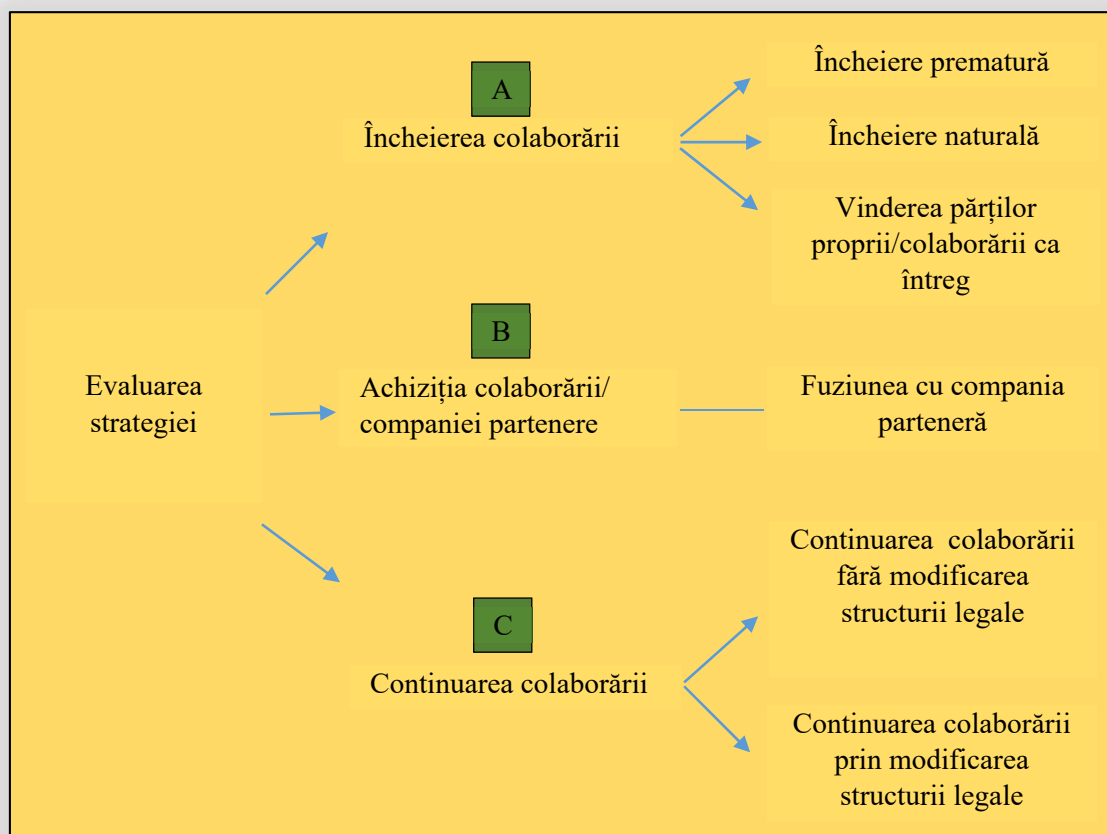 Evaluarea
strategiei
A
Încheierea colaborării
Încheiere prematură
Încheiere naturală
Vinderea părților
proprii/colaborării ca
întreg
B
Achiziția colaborării/
companiei partenere
Fuziunea cu compania
parteneră
C
Continuarea colaborării
Continuarea colaborării
fără modificarea
structurii legale
Continuarea colaborării
prin modificarea
structurii legale